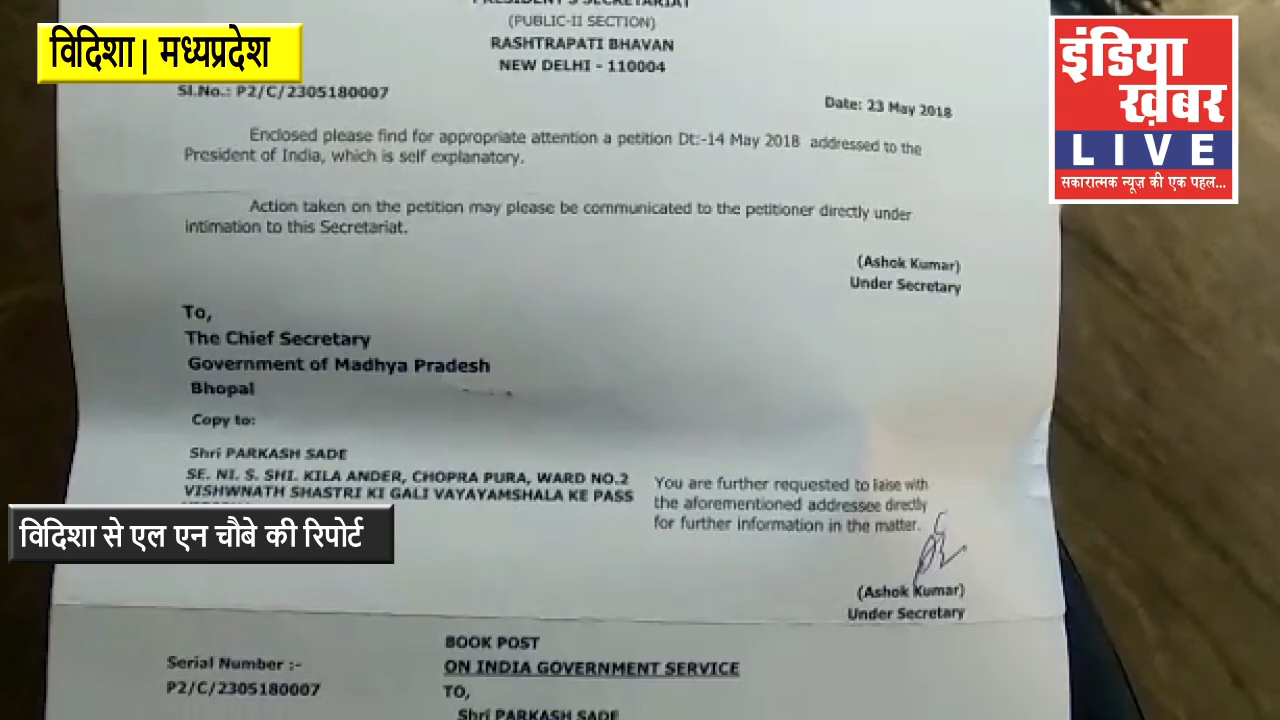 PRESIDENT'S SECRETARIAT
(PUBLIC-II SECTION)
RASHTRAPATI BHAVAN
NEW DELHI - 110004
विदिशा | मध्यप्रदेश
इंडिया
ख़बर
LIVE
सकारात्मक न्यूज़ की एक पहल...
Sl.No.: P2/C/2305180007
Date: 23 May 2018
Enclosed please find for appropriate attention a petition Dt:-14 May 2018 addressed to the
President of India, which is self explanatory.
Action taken on the petition may please be communicated to the petitioner directly under
intimation to this Secretariat.
(Ashok Kumar)
Under Secretary
To,
The Chief Secretary
Government of Madhya Pradesh
Bhopal
Copy to:
Shri PARKASH SADE
SE. NI. S. SHI. KILA ANDER, CHOPRA PURA, WARD NO.2
VISHWNATH SHASTRI KI GALI VAYAYAMSHALA KE PASS
You are further requested to liaise with
the aforementioned addressee directly
for further information in the matter.
विदिशा से एल एन चौबे की रिपोर्ट
(Ashok Kumar)
Under Secretary
Serial Number :-
P2/C/2305180007
BOOK POST
ON INDIA GOVERNMENT SERVICE
TO,
Shri PARKASH SADE